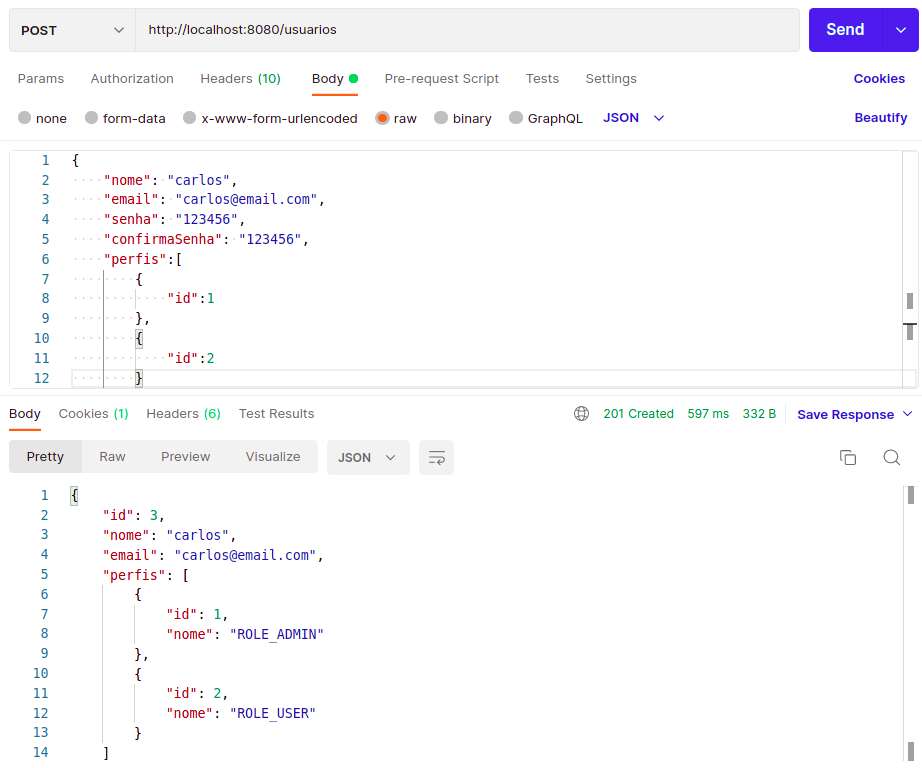 POST http://localhost:8080/usuarios Send
Params Authorization Headers (10) Body Pre-request Script Tests Settings Cookies
none form-data x-www-form-urlencoded raw binary GraphQL JSON Beautify
1 {
2 "nome": "carlos",
3 "email": "carlos@email.com",
4 "senha": "123456",
5 "confirmaSenha": "123456",
6 "perfis":[
7 {
8 "id":1
9 },
10 {
11 "id":2
12 }
Body Cookies (1) Headers (6) Test Results 201 Created 597 ms 332 B Save Response
Pretty Raw Preview Visualize JSON
1 {
2 "id": 3,
3 "nome": "carlos",
4 "email": "carlos@email.com",
5 "perfis": [
6 {
7 "id": 1,
8 "nome": "ROLE_ADMIN"
9 },
10 {
11 "id": 2,
12 "nome": "ROLE_USER"
13 }
14 ]